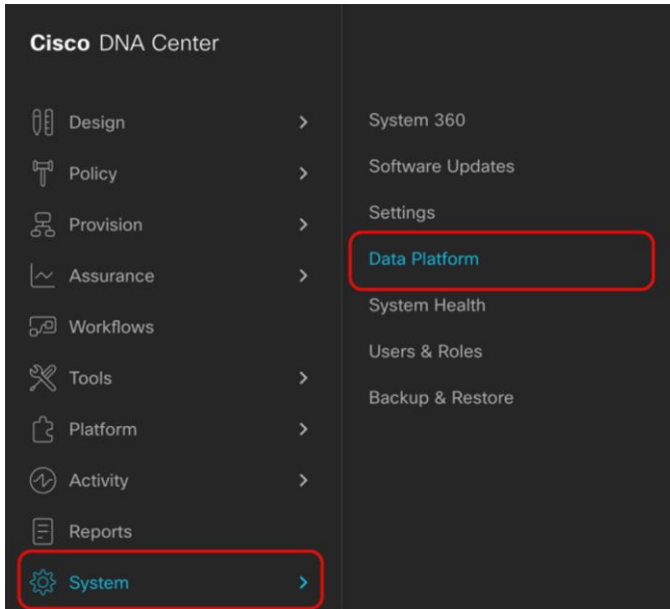 Cisco DNA Center
Design
Policy
Provision
Assurance
Workflows
Tools
Platform
Activity
Reports
System
System 360
Software Updates
Settings
Data Platform
System Health
Users & Roles
Backup & Restore